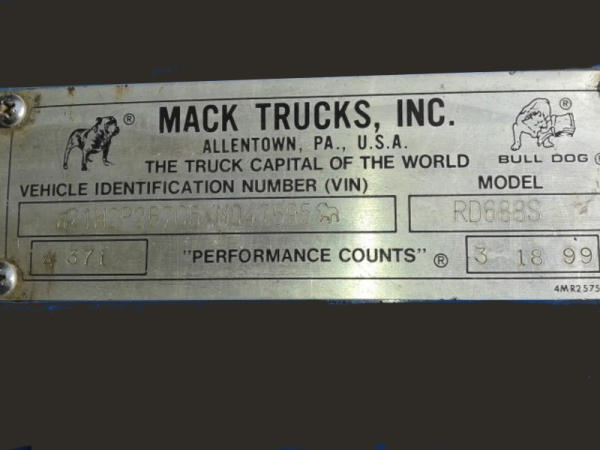 MACK TRUCKS, INC.
ALLENTOWN, PA., U.S.A.
THE TRUCK CAPITAL OF THE WORLD
BULL DOG ®
VEHICLE IDENTIFICATION NUMBER (VIN)
MODEL
RD688S
371
"PERFORMANCE COUNTS" ®
3 18 99
4MR2575